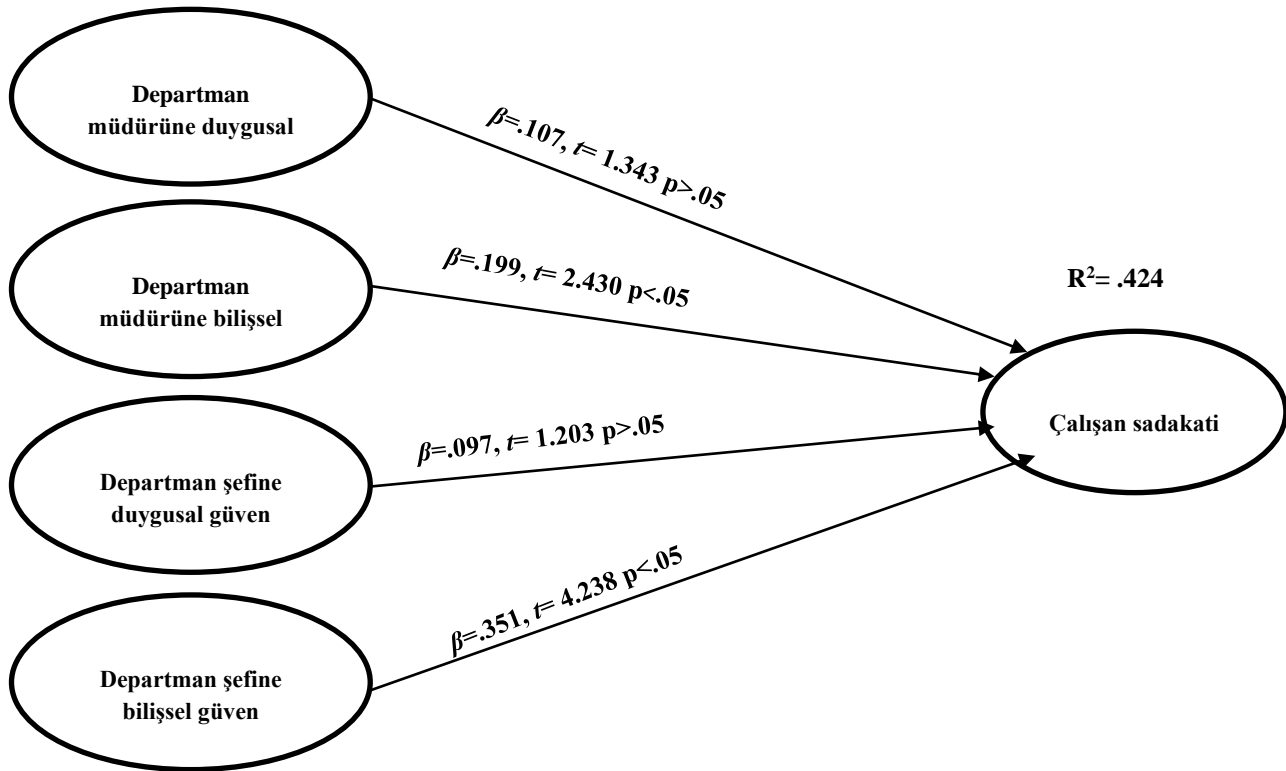 Departman
müdürüne duygusal
β=.107, t= 1.343 p>.05
Departman
müdürüne bilişsel
β=.199, t= 2.430 p<.05
R²= .424
Çalışan sadakati
Departman şefine
duygusal güven
β=.097, t= 1.203 p>.05
Departman şefine
bilişsel güven
β=.351, t= 4.238 p<.05